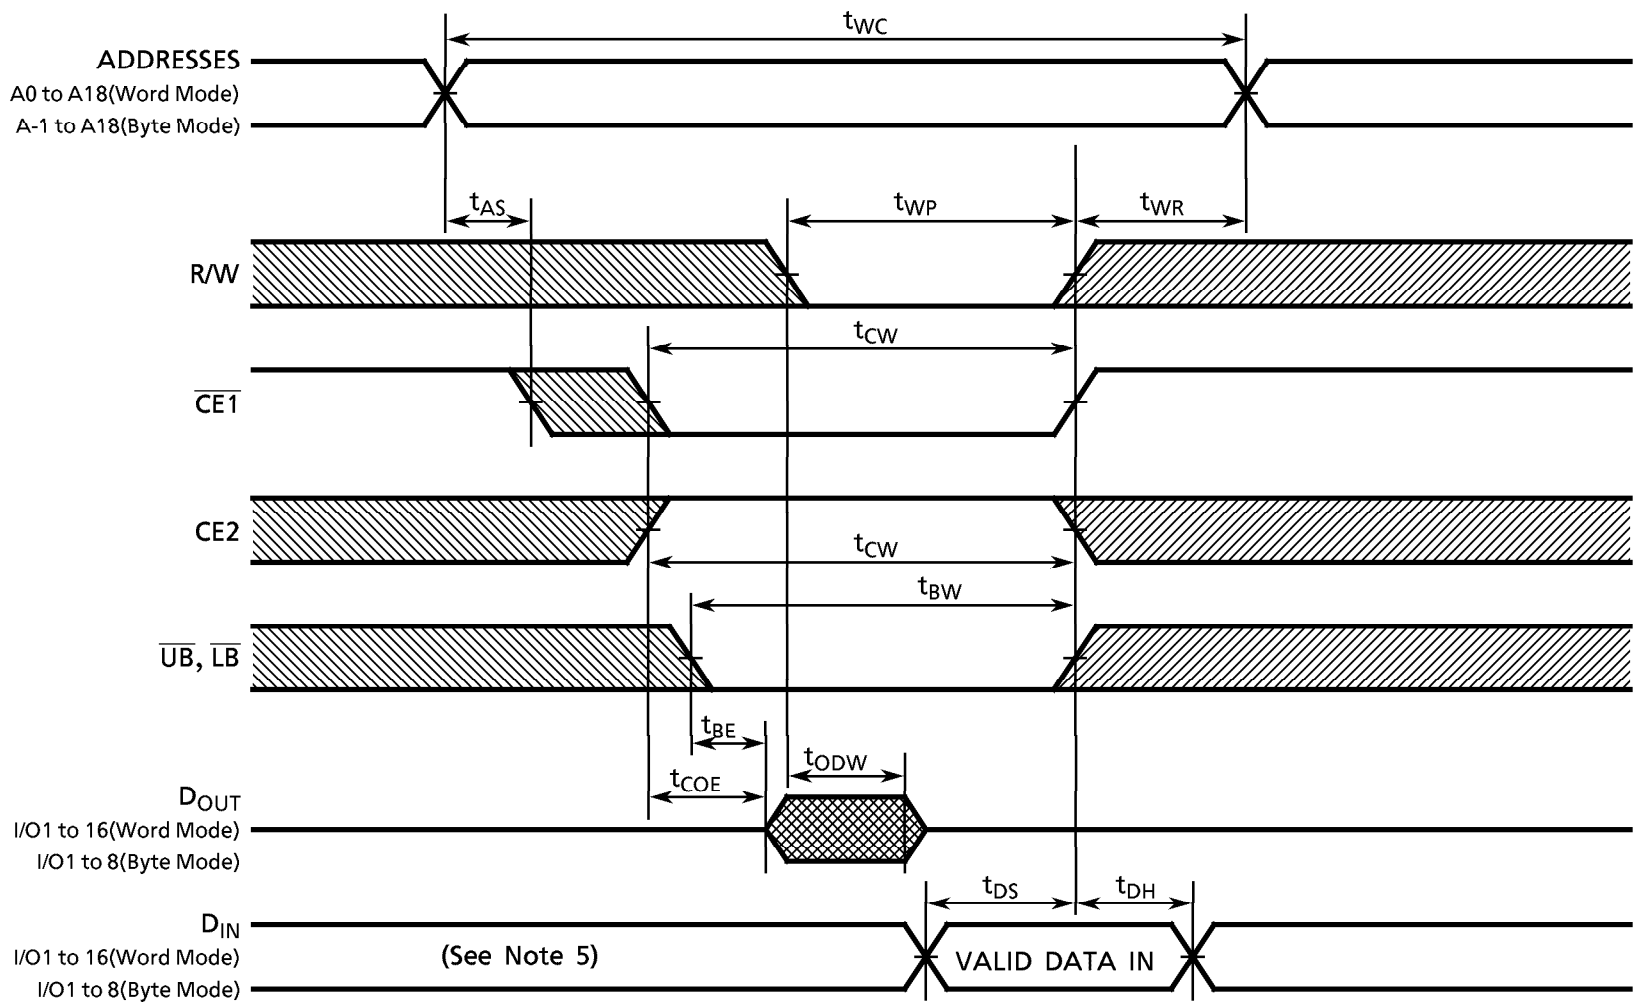 tWC
ADDRESSES
A0 to A18(Word Mode)
A-1 to A18(Byte Mode)
tAS
tWP
tWR
R/W
tCW
CE1
CE2
tCW
tBW
UB, LB
tBE
tODW
tCOE
DOUT
I/O1 to 16(Word Mode)
I/O1 to 8(Byte Mode)
tDS
tDH
DIN
I/O1 to 16(Word Mode)
(See Note 5)
VALID DATA IN
I/O1 to 8(Byte Mode)